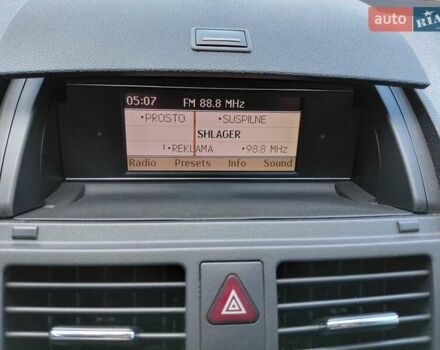 auto RIA
05:07 FM 88.8 MHz
•PROSTO •SUSPILNE
SHLAGER
1•REKLAMA •98.8 MHz
Radio Presets Info Sound